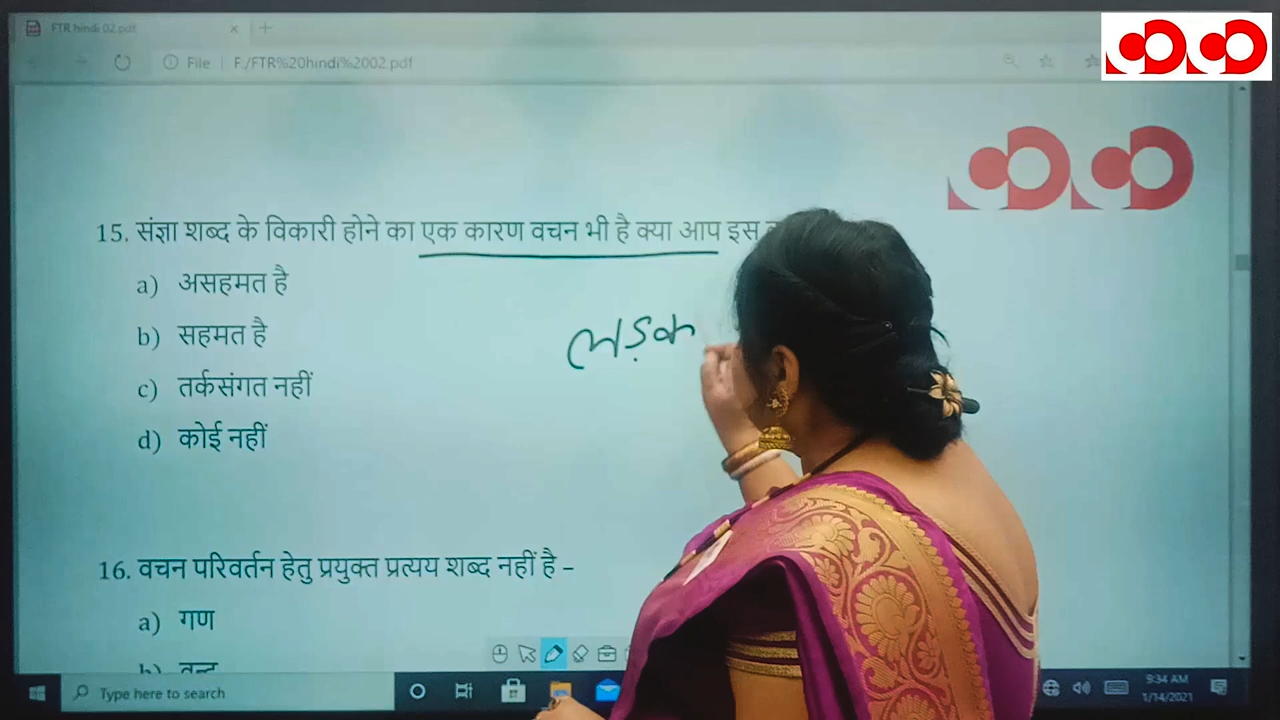 FTR hindi 02.pdf
File F:/FTR%20hindi%2002.pdf
15. संज्ञा शब्द के विकारी होने का एक कारण वचन भी है क्या आप इस
a) असहमत है
b) सहमत है
लड़क
c) तर्कसंगत नहीं
d) कोई नहीं
16. वचन परिवर्तन हेतु प्रयुक्त प्रत्यय शब्द नहीं है –
a) गण
b) वृन्द
Type here to search
9:34 AM
1/14/2021